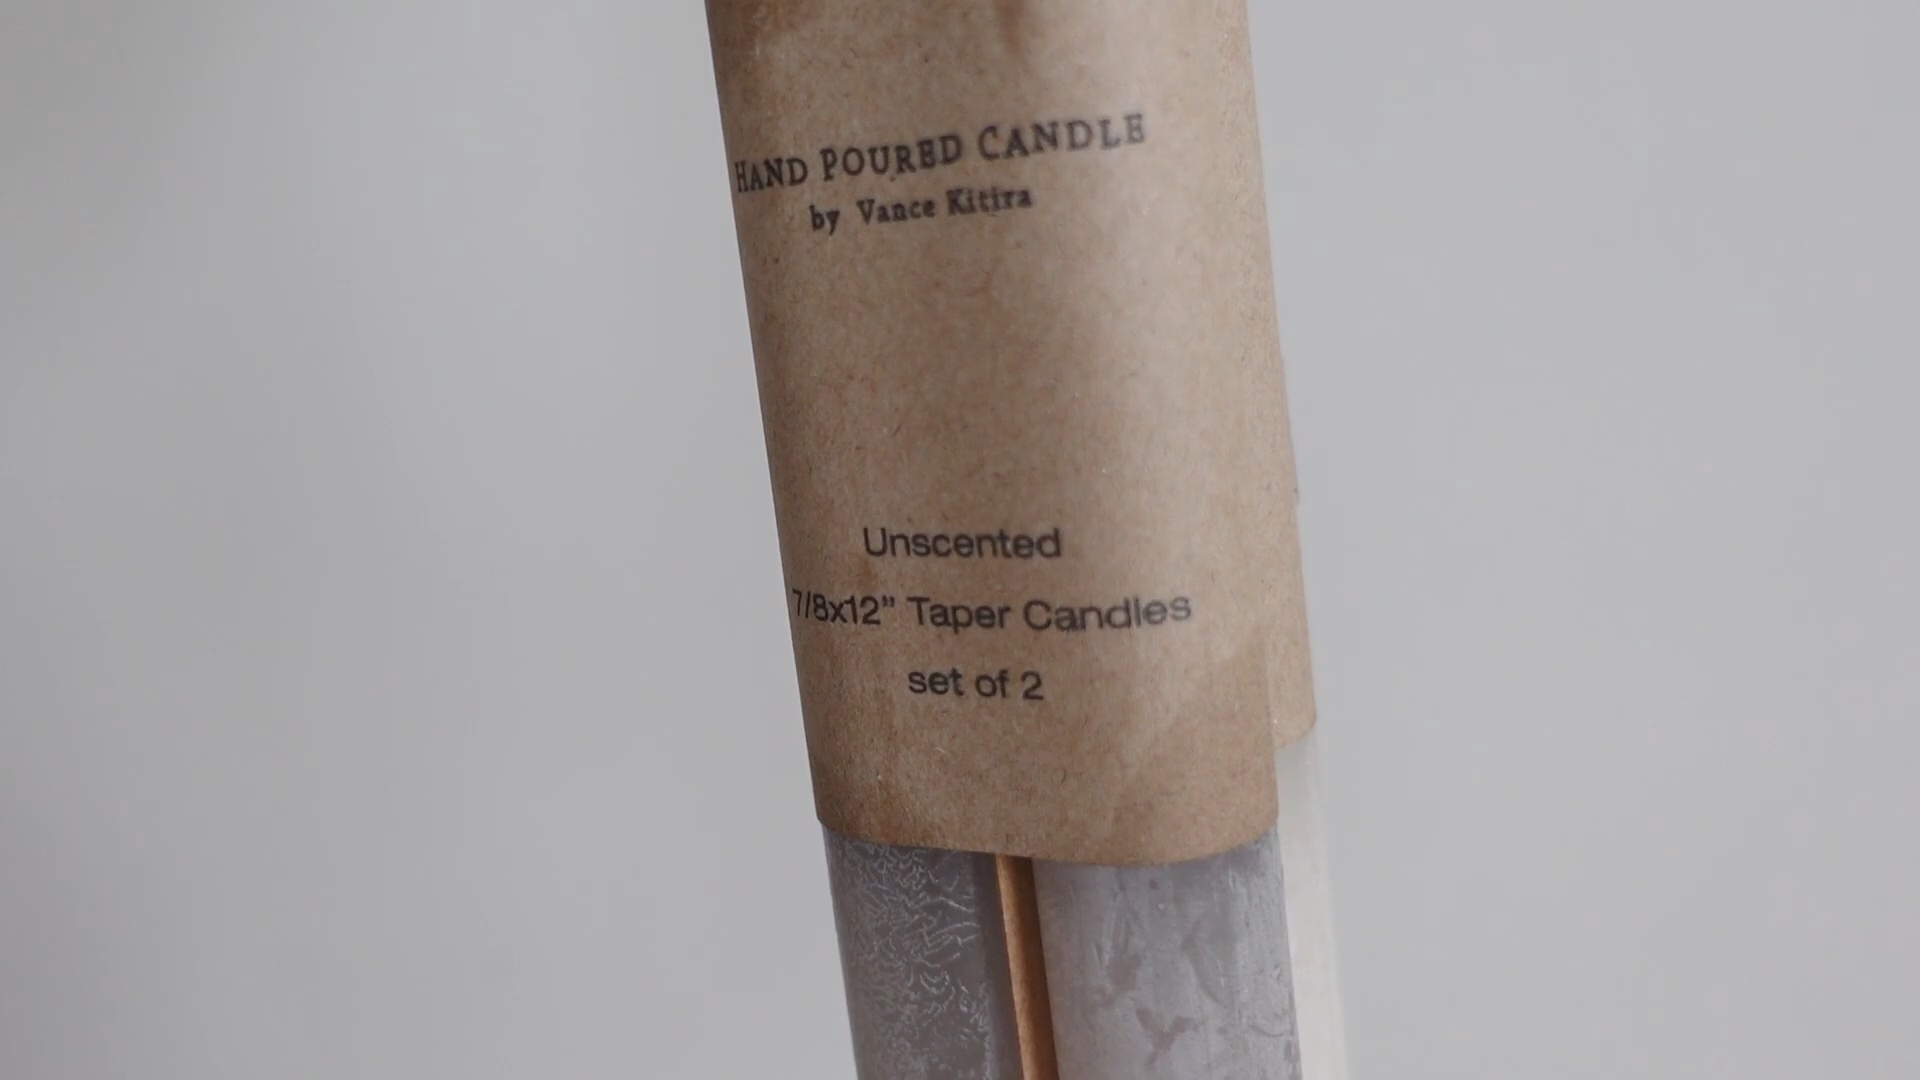 HAND POURED CANDLE
by Vance Kitira
Unscented
7/8x12” Taper Candles
set of 2